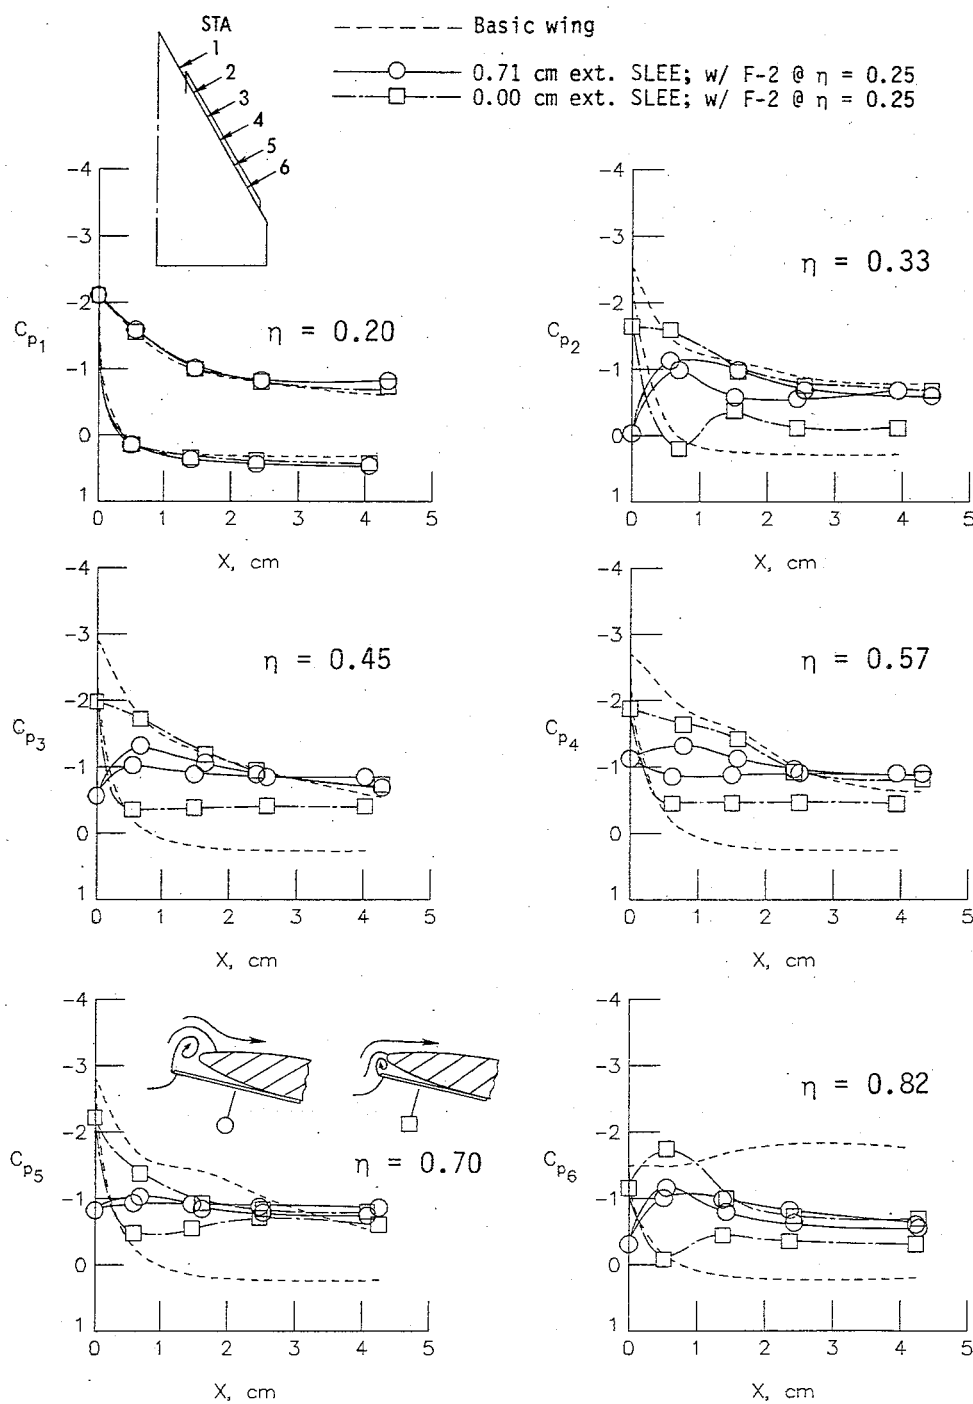 STA
1
2
3
4
5
6
Basic wing
0.71 cm ext. SLEE; w/ F-2 @ η = 0.25
0.00 cm ext. SLEE; w/ F-2 @ η = 0.25
-4
-3
-2
-1
0
1
Cp1
η = 0.20
0 1 2 3 4 5
X, cm
-4
-3
-2
-1
0
1
Cp2
η = 0.33
0 1 2 3 4 5
X, cm
-4
-3
-2
-1
0
1
Cp3
η = 0.45
0 1 2 3 4 5
X, cm
-4
-3
-2
-1
0
1
Cp4
η = 0.57
0 1 2 3 4 5
X, cm
-4
-3
-2
-1
0
1
Cp5
η = 0.70
0 1 2 3 4 5
X, cm
-4
-3
-2
-1
0
1
Cp6
η = 0.82
0 1 2 3 4 5
X, cm